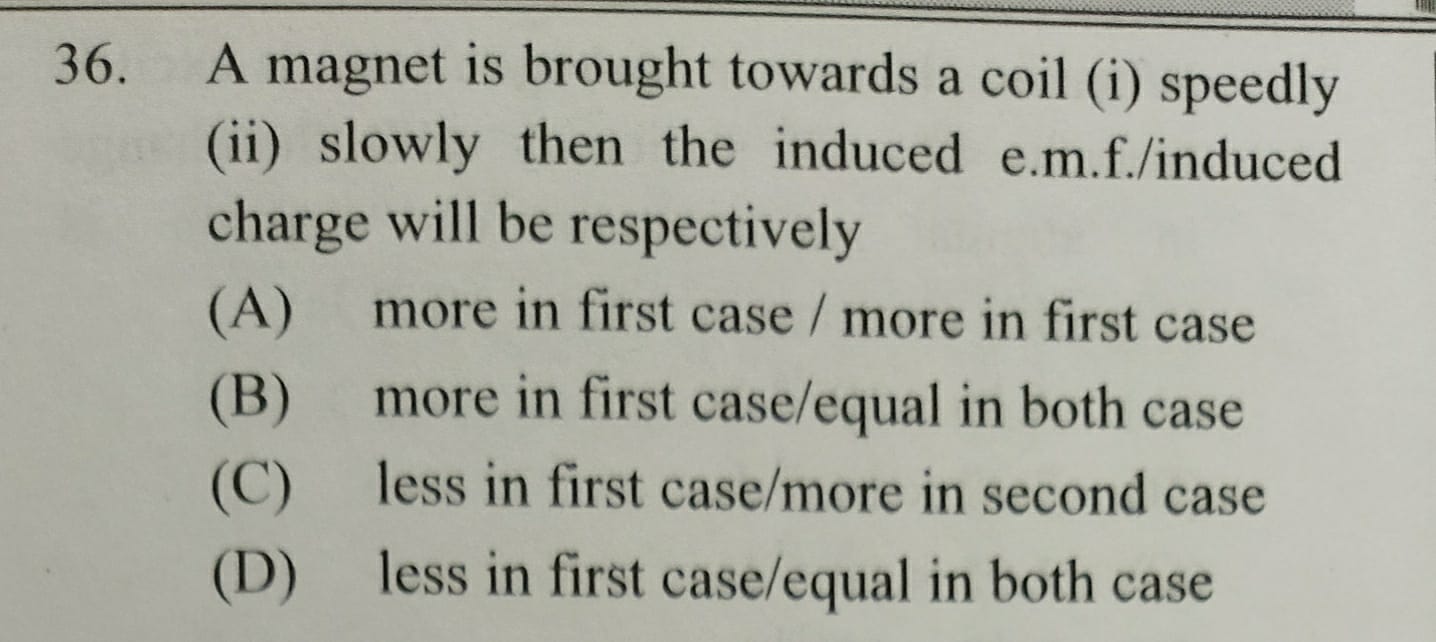 36. A magnet is brought towards a coil (i) speedly
(ii) slowly then the induced e.m.f./induced
charge will be respectively
(A) more in first case / more in first case
(B) more in first case/equal in both case
(C) less in first case/more in second case
(D) less in first case/equal in both case